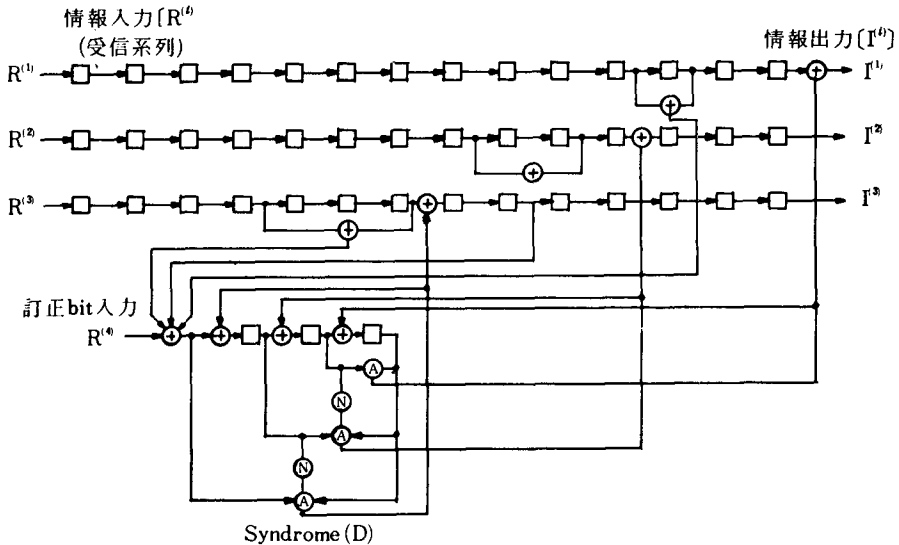 情報入力〔R⁽ⁱ⁾
(受信系列)
情報出力〔I⁽ⁱ⁾〕
R⁽¹⁾
I⁽¹⁾
+
+
R⁽²⁾
+
I⁽²⁾
+
R⁽³⁾
+
I⁽³⁾
+
訂正bit入力
R⁽⁴⁾
+
+
+
+
A
N
A
N
A
Syndrome(D)